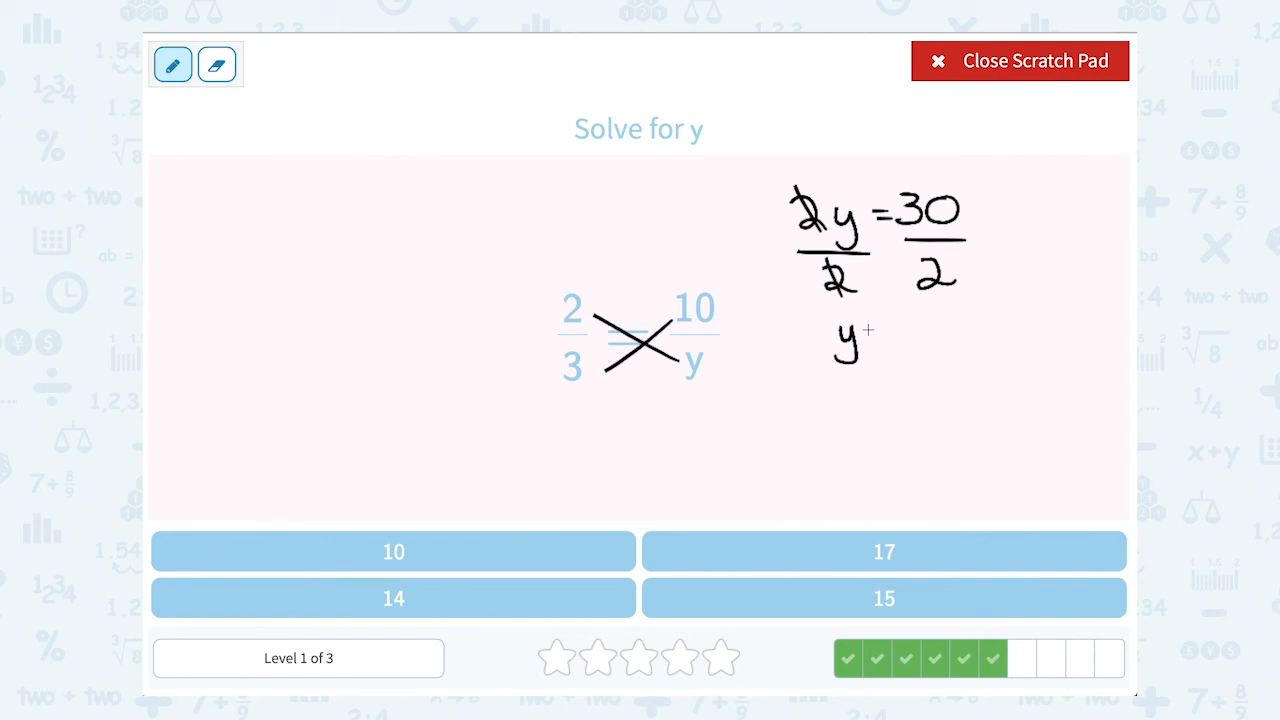 ✖ Close Scratch Pad
Solve for y
2y = 30
2 2
y
2 = 10
3 y
10
17
14
15
Level 1 of 3